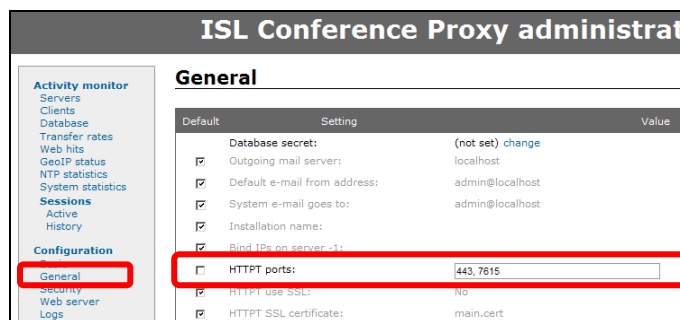 ISL Conference Proxy administrat
General
Activity monitor
Servers
Clients
Database
Transfer rates
Web hits
GeoIP status
NTP statistics
System statistics
Sessions
Active
History
Configuration
General
Security
Web server
Logs
Default Setting Value
Database secret: (not set) change
Outgoing mail server: localhost
Default e-mail from address: admin@localhost
System e-mail goes to: admin@localhost
Installation name:
Bind IPs on server -1:
HTTPT ports: 443, 7615
HTTPT use SSL: No
HTTPT SSL certificate: main.cert